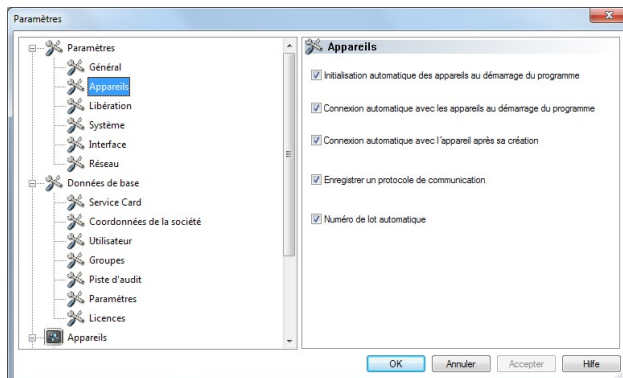 Paramètres
Paramètres
Général
Appareils
Libération
Système
Interface
Réseau
Données de base
Service Card
Coordonnées de la société
Utilisateur
Groupes
Piste d'audit
Paramètres
Licences
Appareils
Appareils
Initialisation automatique des appareils au démarrage du programme
Connexion automatique avec les appareils au démarrage du programme
Connexion automatique avec l´appareil après sa création
Enregistrer un protocole de communication
Numéro de lot automatique
OK
Annuler
Accepter
Hilfe